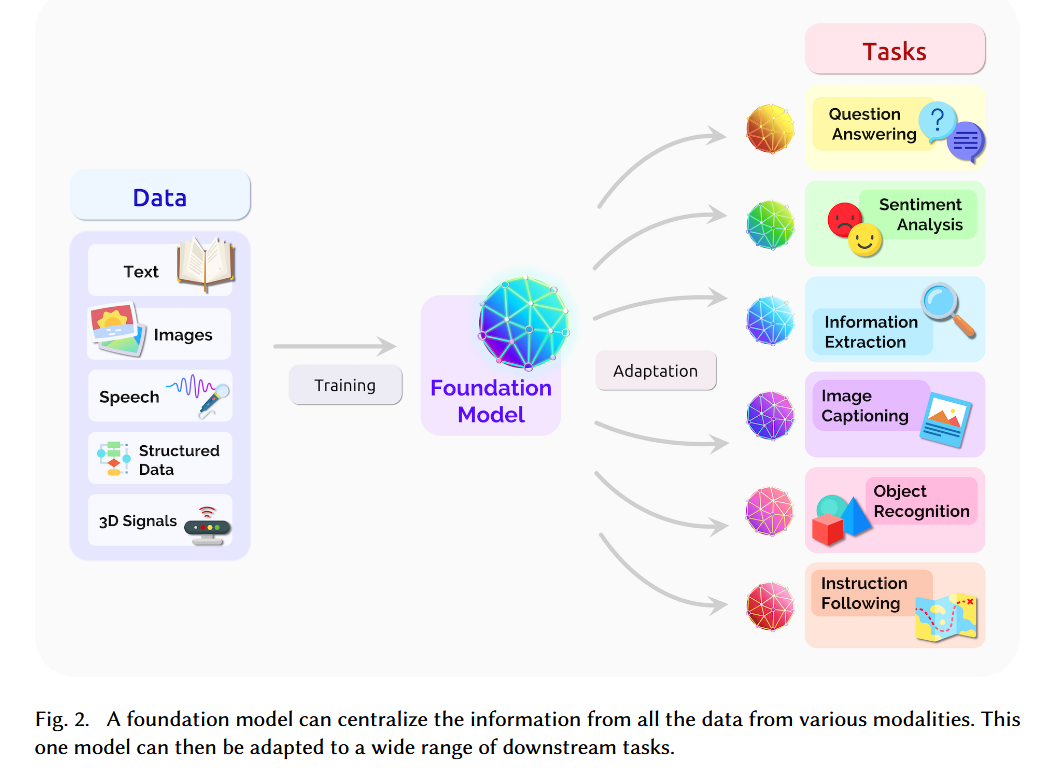 Data
Text
Images
Speech
Structured
Data
3D Signals
Training
Foundation
Model
Adaptation
Tasks
Question
Answering
?
Sentiment
Analysis
Information
Extraction
Image
Captioning
Object
Recognition
Instruction
Following
Fig. 2. A foundation model can centralize the information from all the data from various modalities. This
one model can then be adapted to a wide range of downstream tasks.